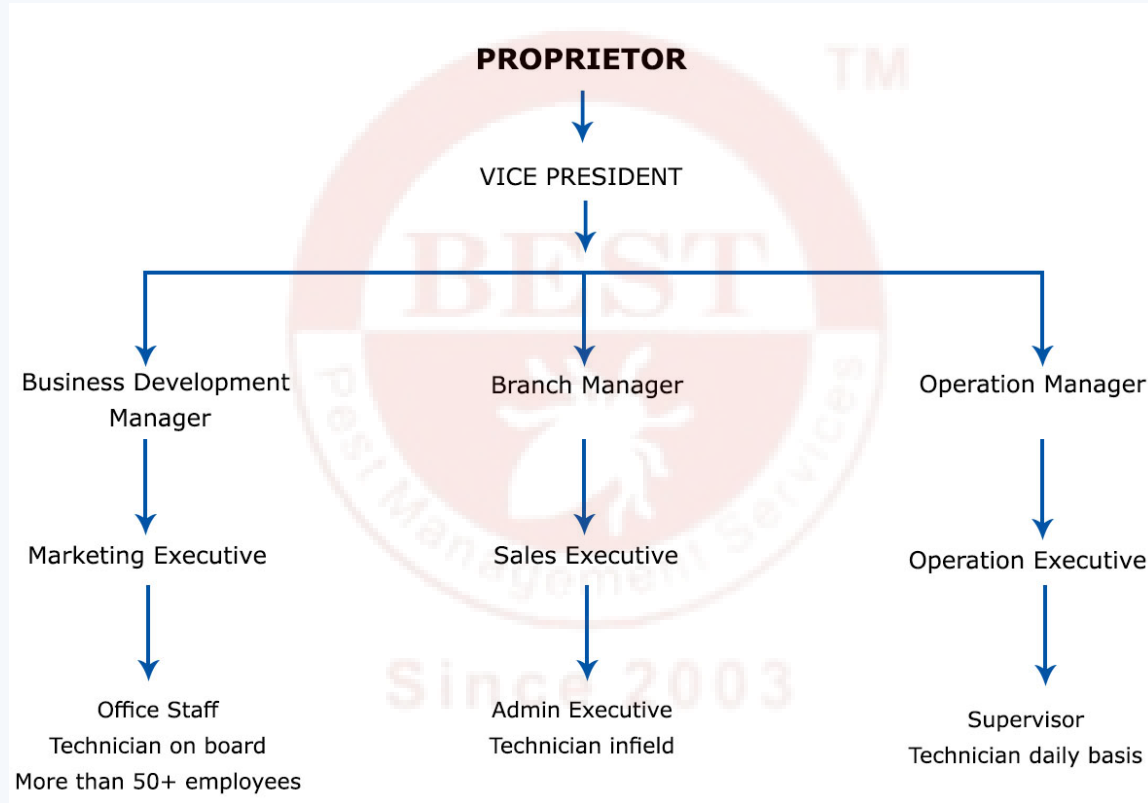 PROPRIETOR
TM
VICE PRESIDENT
BEST
Business Development
Manager
Branch Manager
Operation Manager
Pest Management Services
Marketing Executive
Sales Executive
Operation Executive
Since 2003
Office Staff
Technician on board
More than 50+ employees
Admin Executive
Technician infield
Supervisor
Technician daily basis